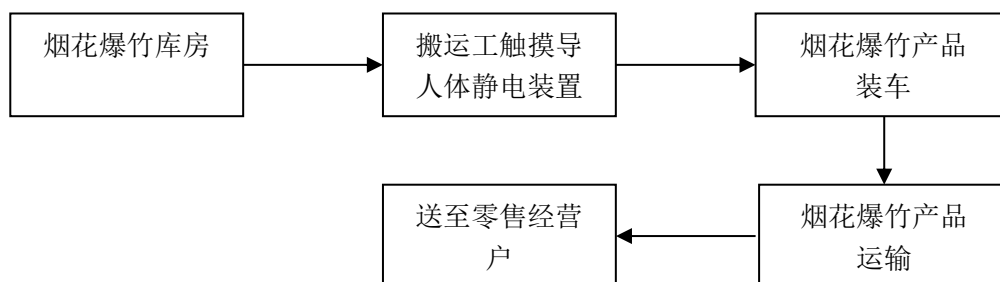 烟花爆竹库房
搬运工触摸导
人体静电装置
烟花爆竹产品
装车
送至零售经营
户
烟花爆竹产品
运输